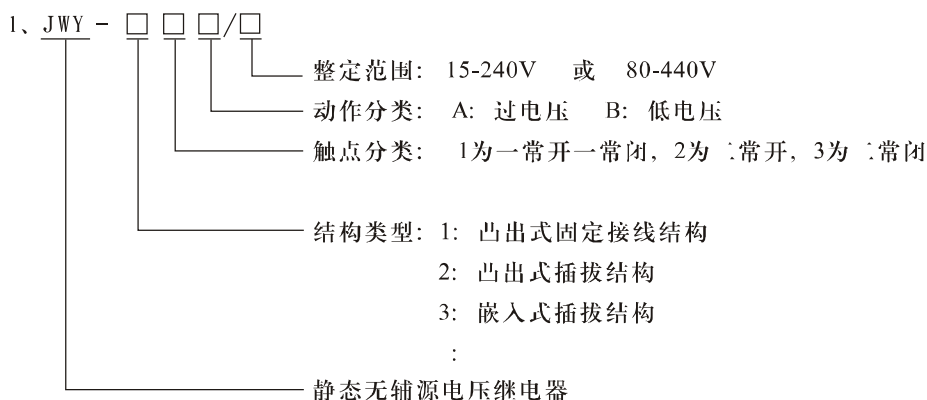 1、JWY-□□□/□
整定范围: 15-240V 或 80-440V
动作分类: A: 过电压 B: 低电压
触点分类: 1为一常开一常闭, 2为二常开, 3为二常闭
结构类型: 1: 凸出式固定接线结构
2: 凸出式插拔结构
3: 嵌入式插拔结构
:
静态无辅源电压继电器